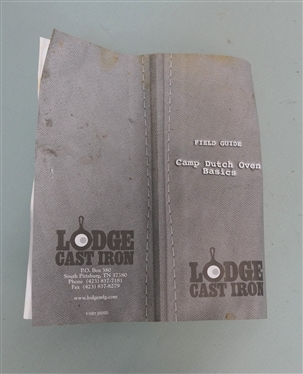 FIELD GUIDE
Camp Dutch Oven
Basics
LODGE
CAST IRON
LODGE
CAST IRON
P.O. Box 380
South Pittsburg, TN 37380
Phone (423) 837-7181
Fax (423) 837-8279
www.lodgemfg.com